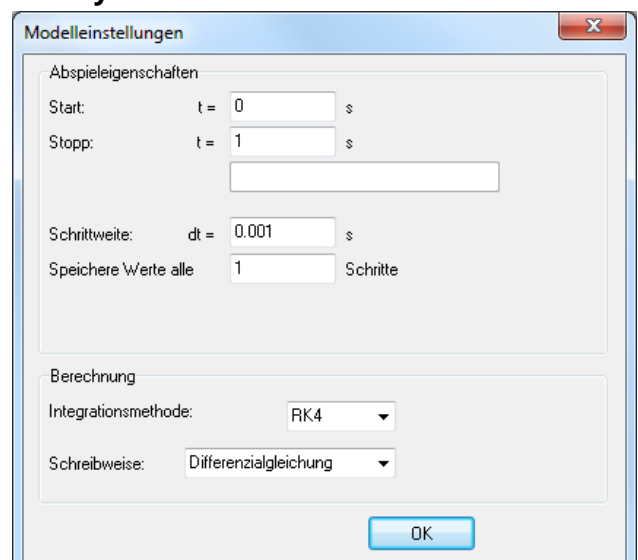 Modelleinstellungen
Abspieleigenschaften
Start: t = 0 s
Stopp: t = 1 s
Schrittweite: dt = 0.001 s
Speichere Werte alle 1 Schritte
Berechnung
Integrationsmethode: RK4
Schreibweise: Differenzialgleichung
OK